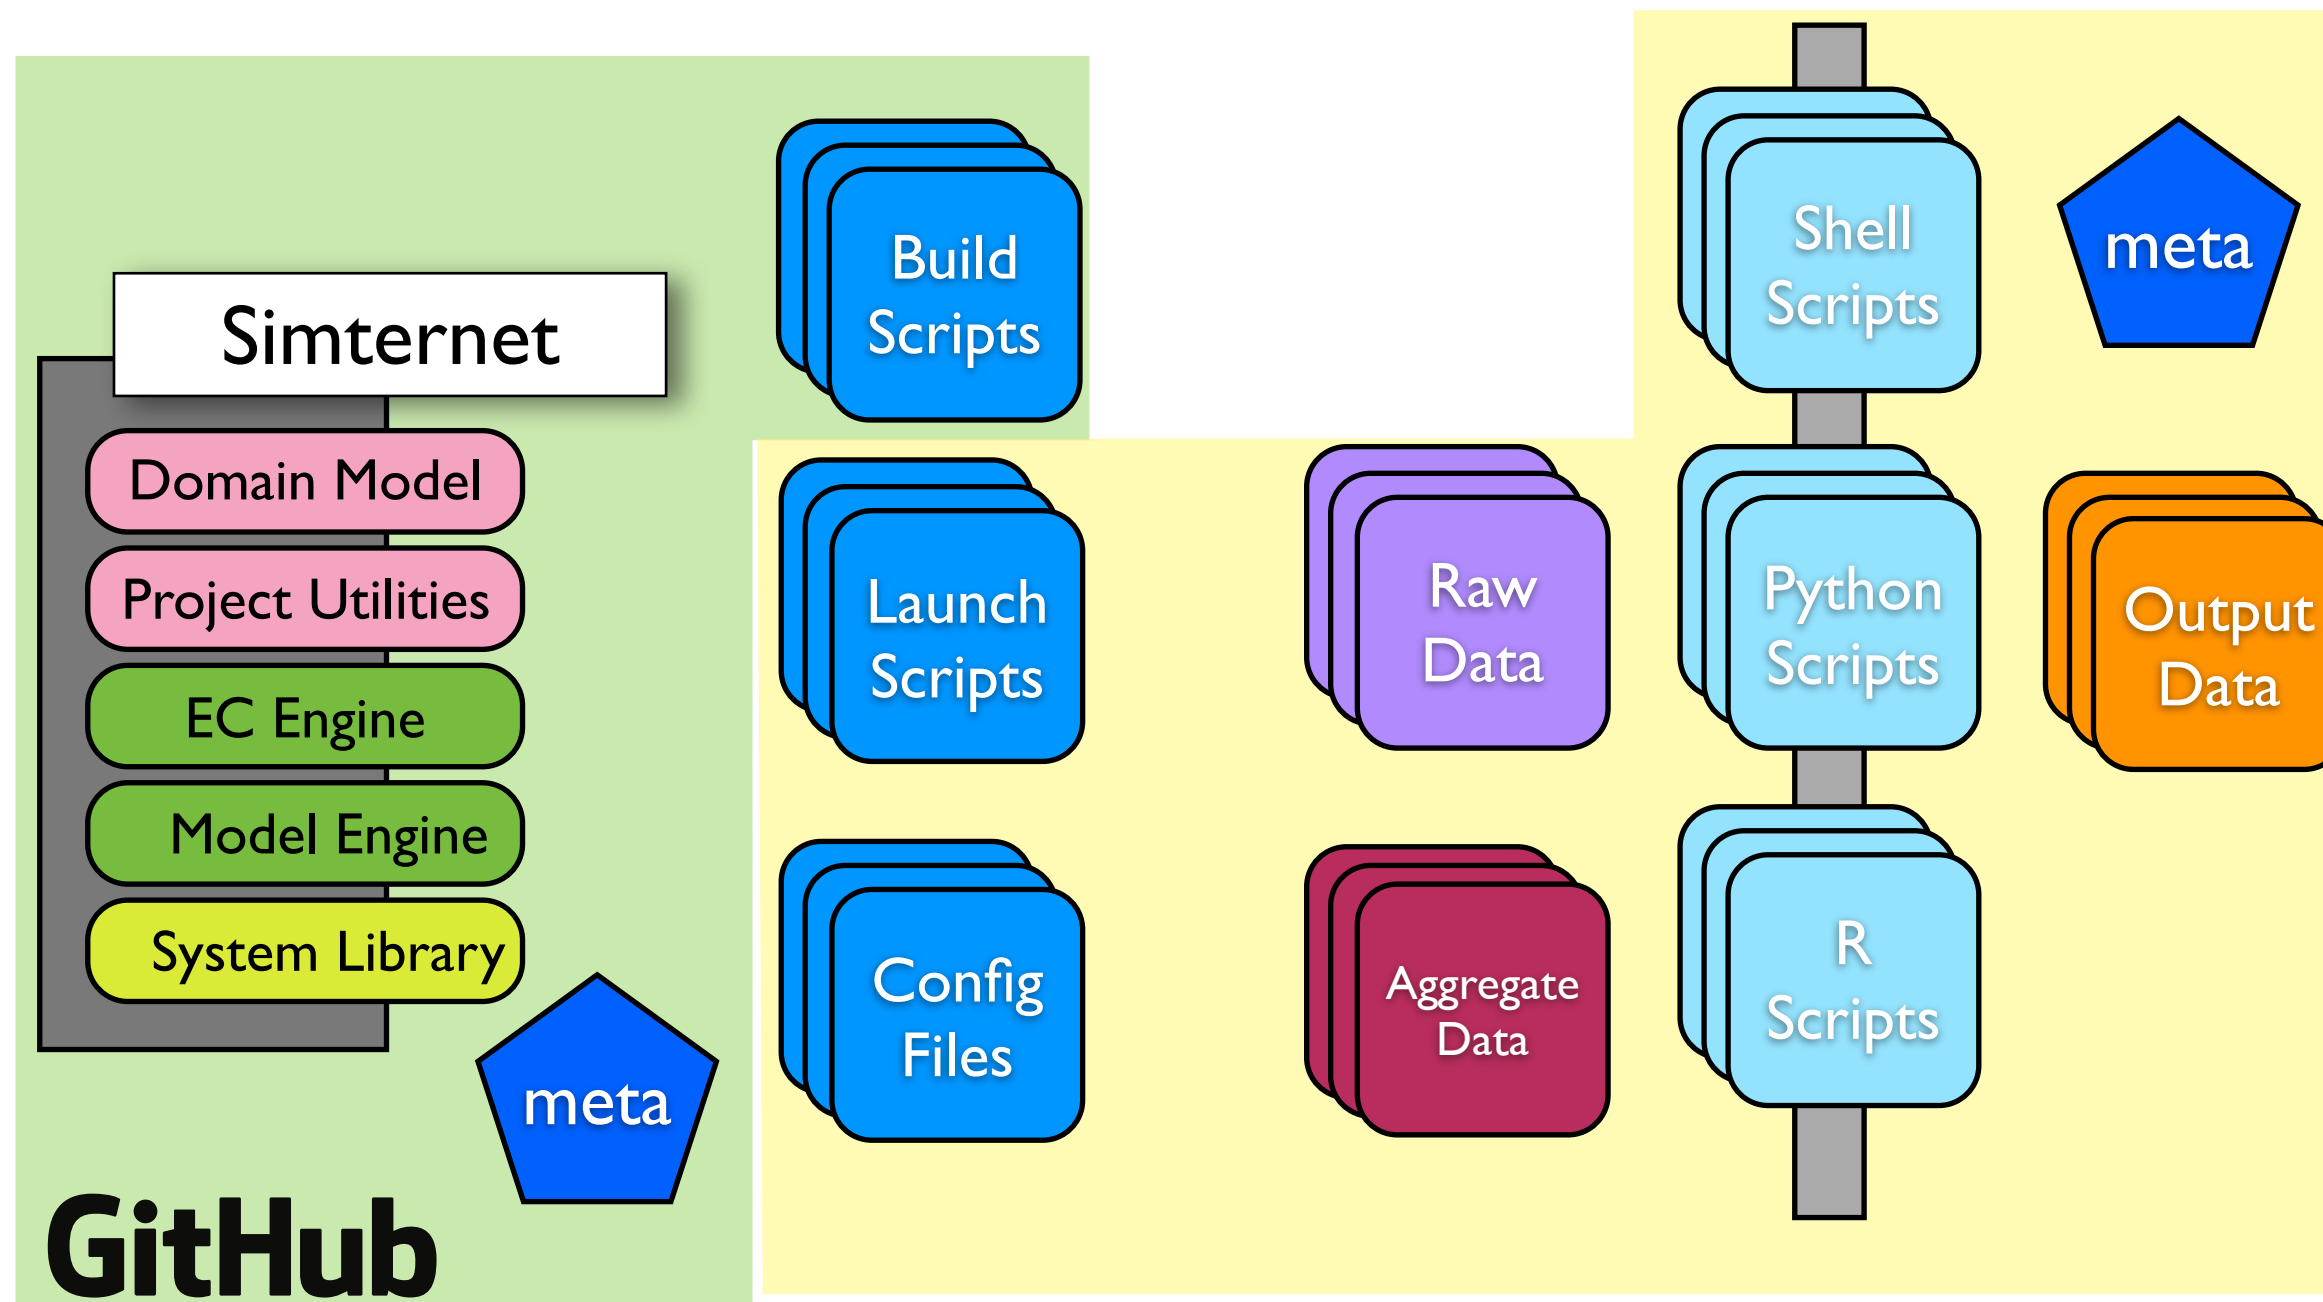 Simternet
Domain Model
Project Utilities
EC Engine
Model Engine
System Library
meta
GitHub
Build
Scripts
Launch
Scripts
Config
Files
Raw
Data
Aggregate
Data
Shell
Scripts
Python
Scripts
R
Scripts
meta
Output
Data